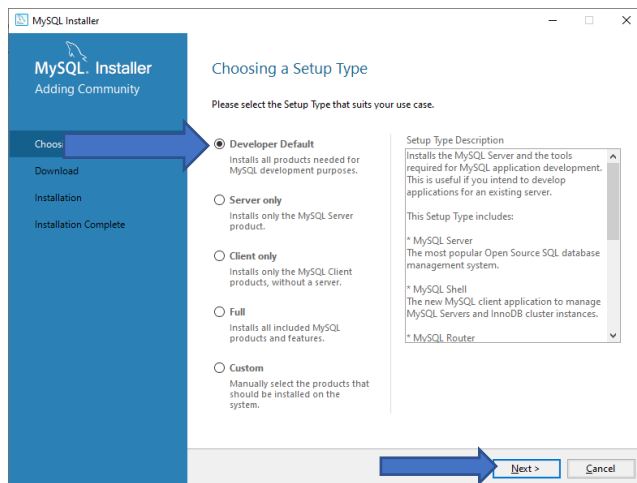 MySQL Installer
MySQL. Installer
Adding Community
Choosing a Setup Type
Please select the Setup Type that suits your use case.
Choos
Download
Installation
Installation Complete
Developer Default
Installs all products needed for
MySQL development purposes.
Server only
Installs only the MySQL Server
product.
Client only
Installs only the MySQL Client
products, without a server.
Full
Installs all included MySQL
products and features.
Custom
Manually select the products that
should be installed on the
system.
Setup Type Description
Installs the MySQL Server and the tools
required for MySQL application development.
This is useful if you intend to develop
applications for an existing server.
This Setup Type includes:
* MySQL Server
The most popular Open Source SQL database
management system.
* MySQL Shell
The new MySQL client application to manage
MySQL Servers and InnoDB cluster instances.
* MySQL Router
Next >
Cancel